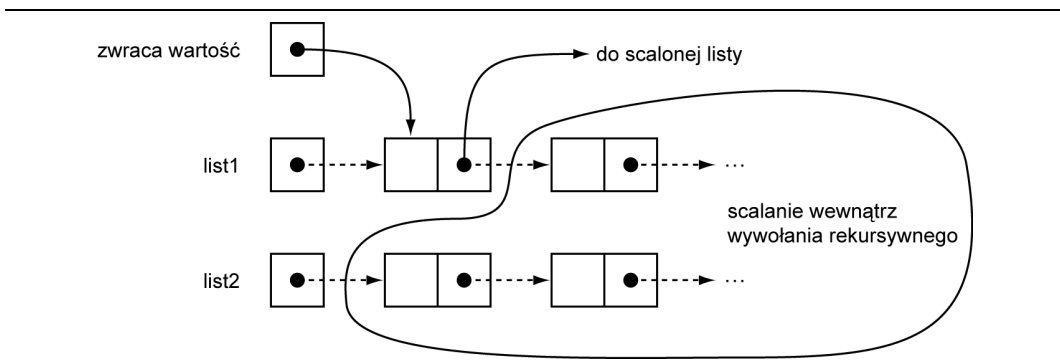 zwraca wartość
do scalonej listy
list1
...
scalanie wewnątrz
wywołania rekursywnego
list2
...